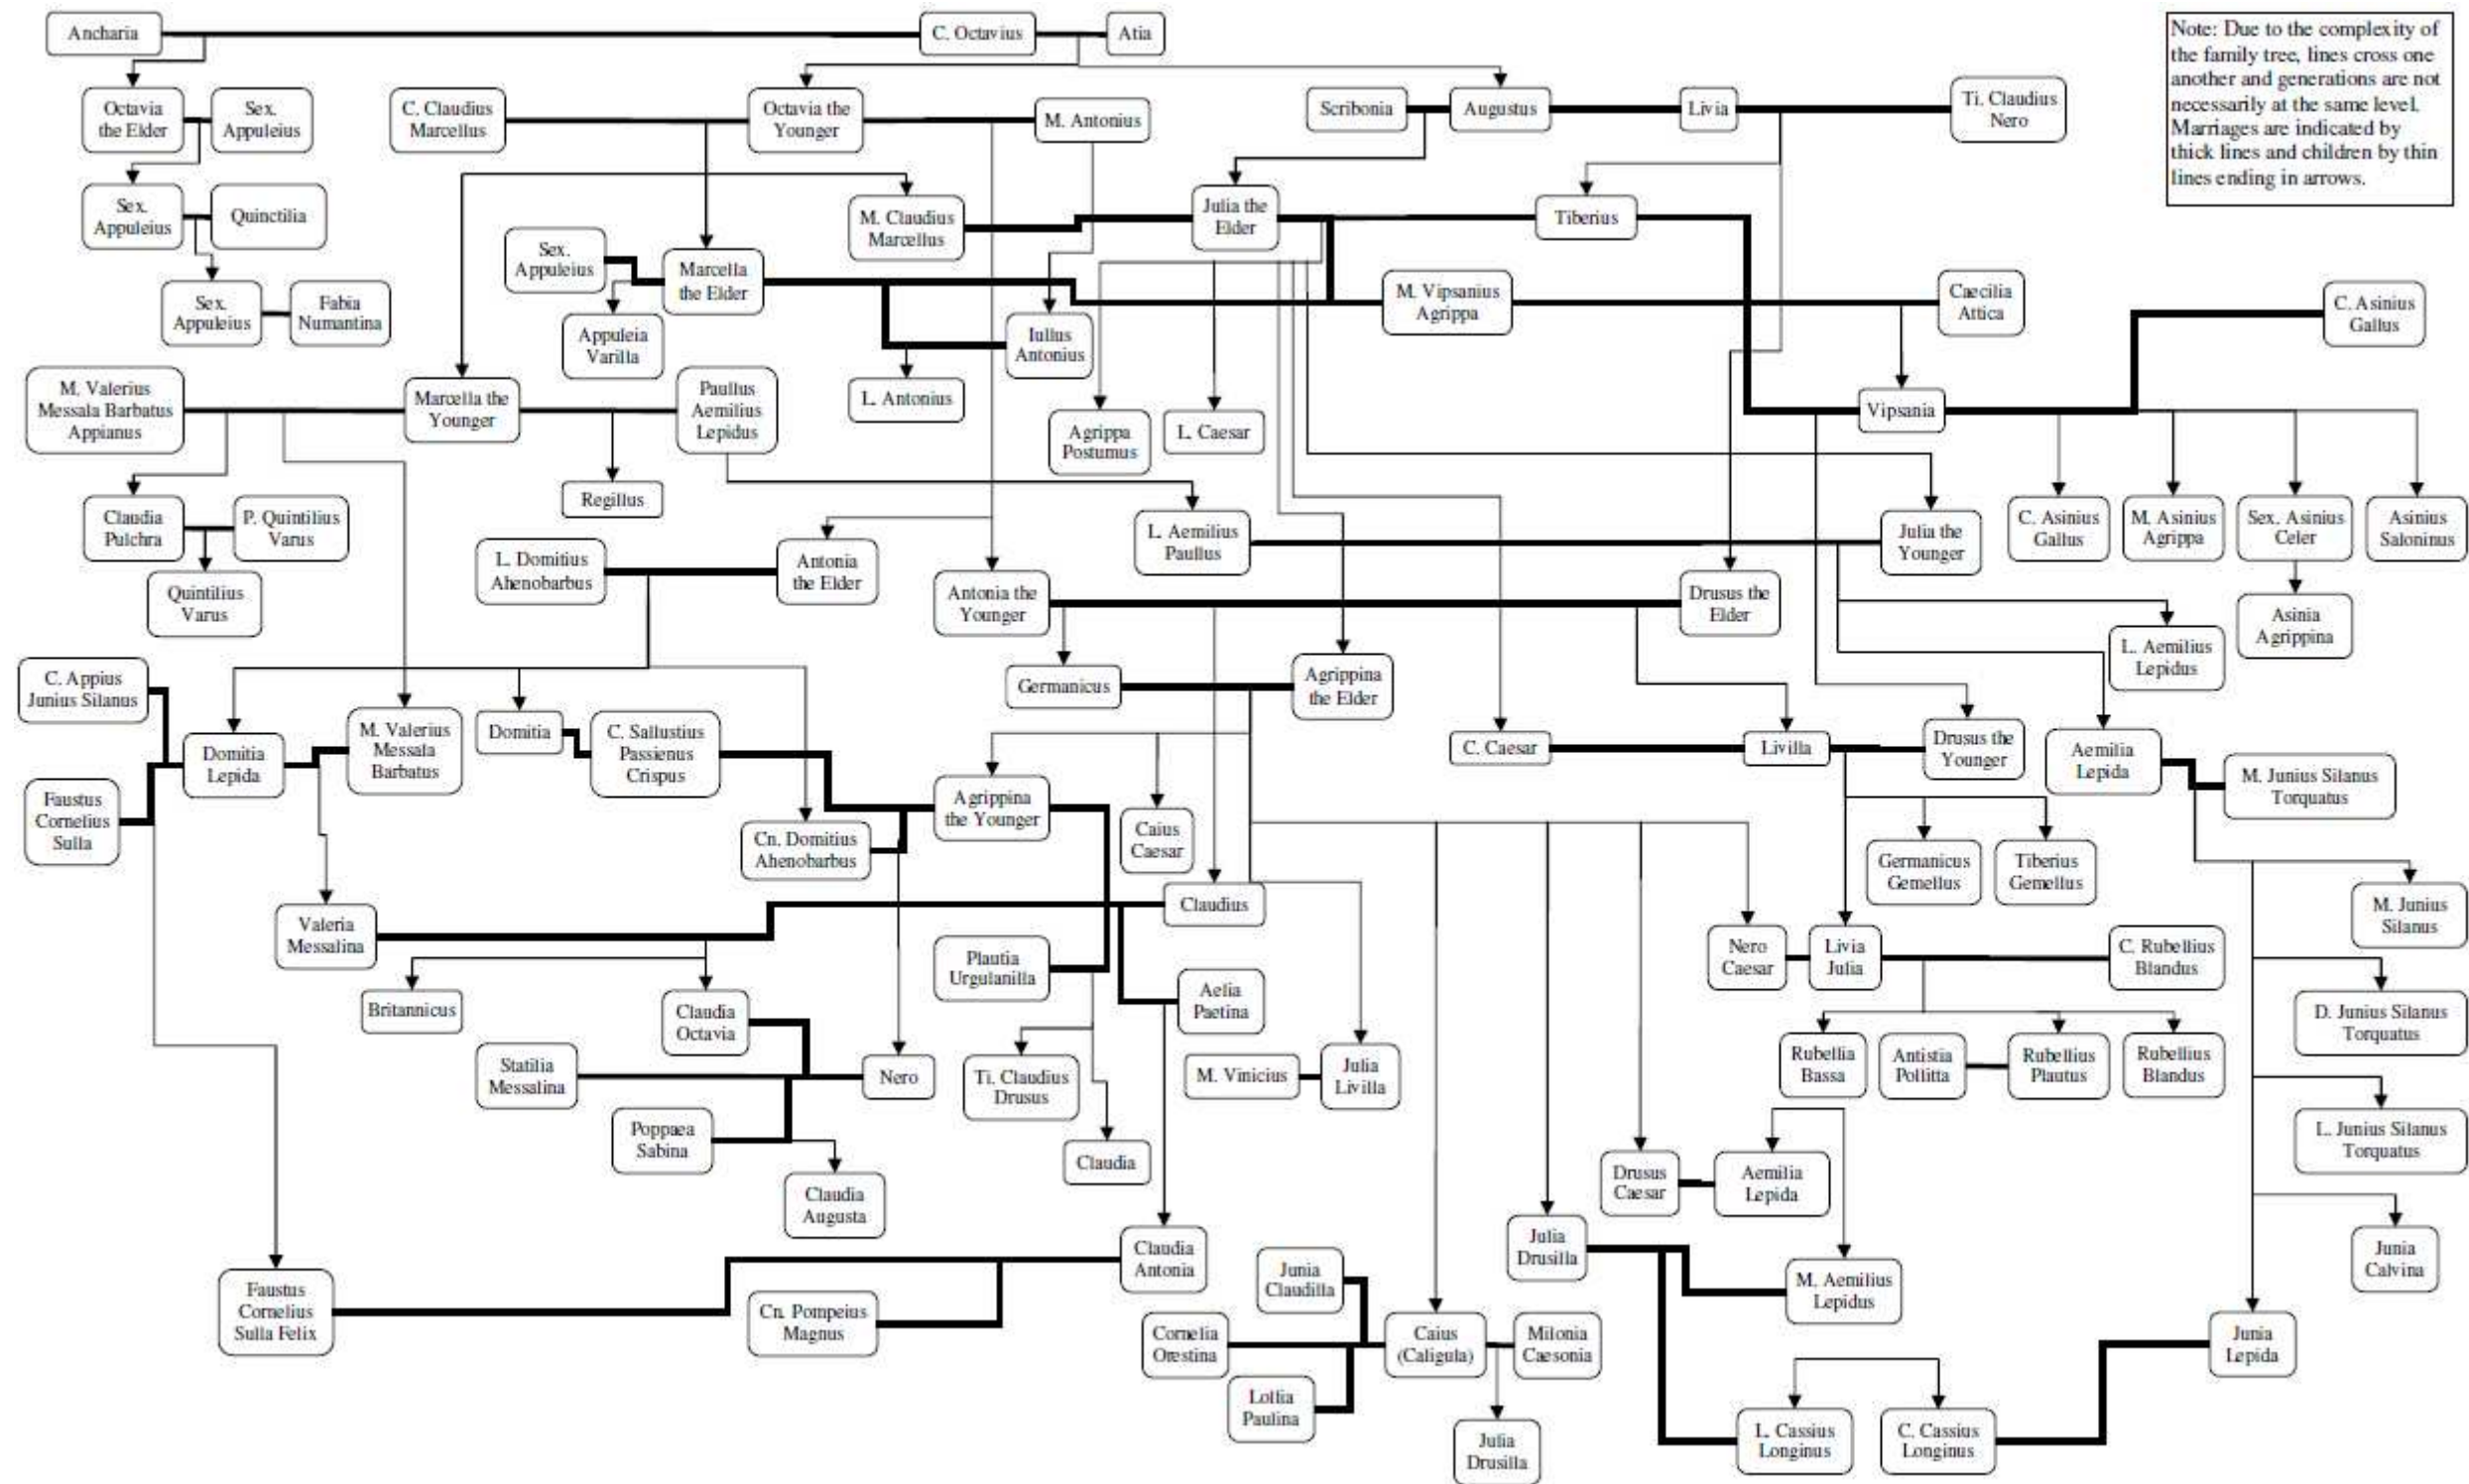 Ancharia
C. Octavius
Atia
Note: Due to the complexity of
the family tree, lines cross one
another and generations are not
necessarily at the same level.
Marriages are indicated by
thick lines and children by thin
lines ending in arrows.
Octavia
the Elder
Sex.
Appuleius
C. Claudius
Marcellus
Octavia the
Younger
M. Antonius
Scribonia
Augustus
Livia
Ti. Claudius
Nero
Sex.
Appuleius
Quinctilia
M. Claudius
Marcellus
Julia the
Elder
Tiberius
Sex.
Appuleius
Marcella
the Elder
Sex.
Appuleius
Fabia
Numantina
Appuleia
Varilla
Iullus
Antonius
M. Vipsanius
Agrippa
Caecilia
Attica
C. Asinius
Gallus
M. Valerius
Messala Barbatus
Appianus
Marcella the
Younger
Paullus
Aemilius
Lepidus
L. Antonius
Agrippa
Postumus
L. Caesar
Vipsania
Claudia
Pulchra
P. Quintilius
Varus
Regillus
L. Aemilius
Paullus
Julia the
Younger
C. Asinius
Gallus
M. Asinius
Agrippa
Sex. Asinius
Celer
Asinius
Saloninus
Quintilius
Varus
L. Domitius
Ahenobarbus
Antonia
the Elder
Antonia the
Younger
Drusus the
Elder
Asinia
Agrippina
L. Aemilius
Lepidus
C. Appius
Junius Silanus
Germanicus
Agrippina
the Elder
Domitia
Lepida
M. Valerius
Messala
Barbatus
Domitia
C. Sallustius
Passienus
Crispus
C. Caesar
Livilla
Drusus the
Younger
Aemilia
Lepida
M. Junius Silanus
Torquatus
Faustus
Cornelius
Sulla
Cn. Domitius
Ahenobarbus
Agrippina
the Younger
Caius
Caesar
Germanicus
Gemellus
Tiberius
Gemellus
Valeria
Messalina
Claudius
M. Junius
Silanus
Plautia
Urgulanilla
Nero
Caesar
Livia
Julia
C. Rubellius
Blandus
Britannicus
Claudia
Octavia
Aelia
Paetina
D. Junius Silanus
Torquatus
Statilia
Messalina
Nero
Ti. Claudius
Drusus
M. Vinicius
Julia
Livilla
Rubellia
Bassa
Antistia
Pollitta
Rubellius
Plautus
Rubellius
Blandus
Poppaea
Sabina
Claudia
L. Junius Silanus
Torquatus
Claudia
Augusta
Drusus
Caesar
Aemilia
Lepida
Claudia
Antonia
Julia
Drusilla
Junia
Calvina
Faustus
Cornelius
Sulla Felix
Cn. Pompeius
Magnus
Junia
Claudilla
M. Aemilius
Lepidus
Cornelia
Orestina
Caius
(Caligula)
Milonia
Caesonia
Junia
Lepida
Lollia
Paulina
Julia
Drusilla
L. Cassius
Longinus
C. Cassius
Longinus